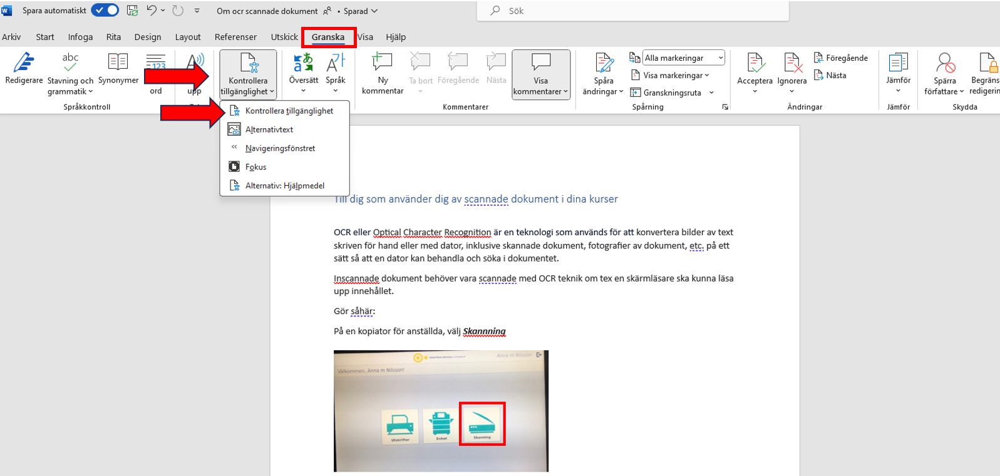 Spara automatiskt Om ocr scannade dokument • Sparad Sök
Arkiv Start Infoga Rita Design Layout Referenser Utskick Granska Visa Hjälp
Redigerare
Stavning och
grammatik
Synonymer
123
ord
upp
Kontrollera
tillgänglighet
Översätt
Språk
Ny
kommentar
Ta bort
Föregående
Nästa
Visa
kommentarer
Spåra
ändringar
Alla markeringar
Visa markeringar
Granskningsruta
Acceptera
Ignorera
Föregående
Nästa
Jämför
Spärra
författare
Begräns
redigerin
Språkkontroll Kommentarer Spårning Ändringar Jämför Skydda
Kontrollera tillgänglighet
Alternativtext
Navigeringsfönstret
Fokus
Alternativ: Hjälpmedel
Till dig som använder dig av scannade dokument i dina kurser
OCR eller Optical Character Recognition är en teknologi som används för att konvertera bilder av text
skriven för hand eller med dator, inklusive skannade dokument, fotografier av dokument, etc. på ett
sätt så att en dator kan behandla och söka i dokumentet.
Inscannade dokument behöver vara scannade med OCR teknik om tex en skärmläsare ska kunna läsa
upp innehållet.
Gör såhär:
På en kopiator för anställda, välj Skannning
Anna m Nilsson
Välkommen, Anna m Nilsson!
Utskrifter Enhet Skanning